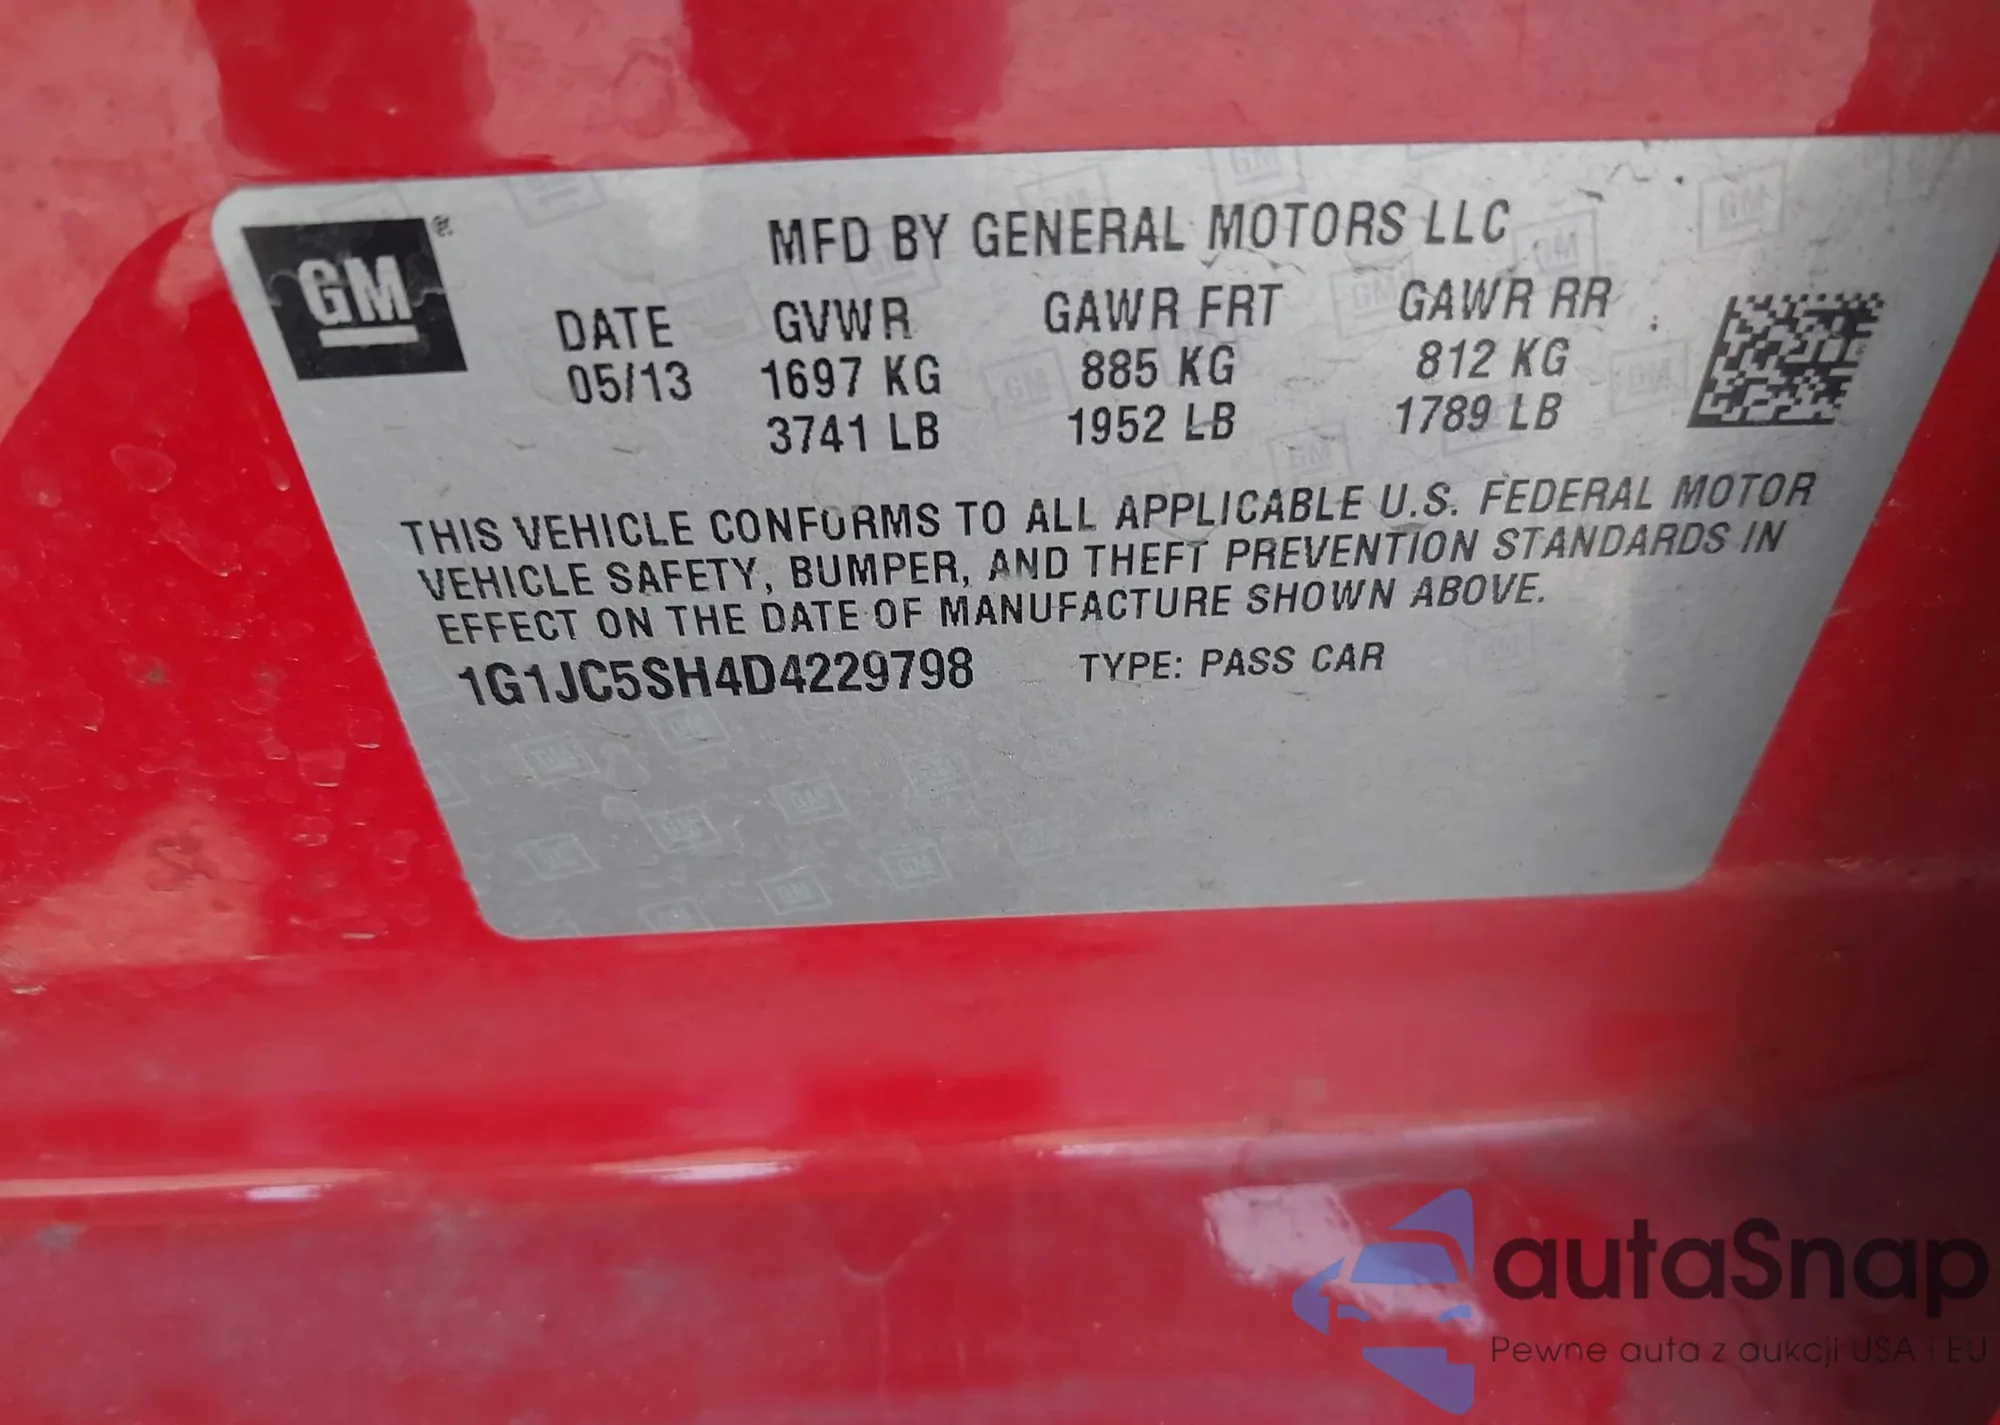 GM
MFD BY GENERAL MOTORS LLC
DATE GVWR GAWR FRT GAWR RR
05/13 1697 KG 885 KG 812 KG
3741 LB 1952 LB 1789 LB
THIS VEHICLE CONFORMS TO ALL APPLICABLE U.S. FEDERAL MOTOR
VEHICLE SAFETY, BUMPER, AND THEFT PREVENTION STANDARDS IN
EFFECT ON THE DATE OF MANUFACTURE SHOWN ABOVE.
1G1JC5SH4D4229798 TYPE: PASS CAR
autaSnap
Pewne auta z aukcji USA i EU